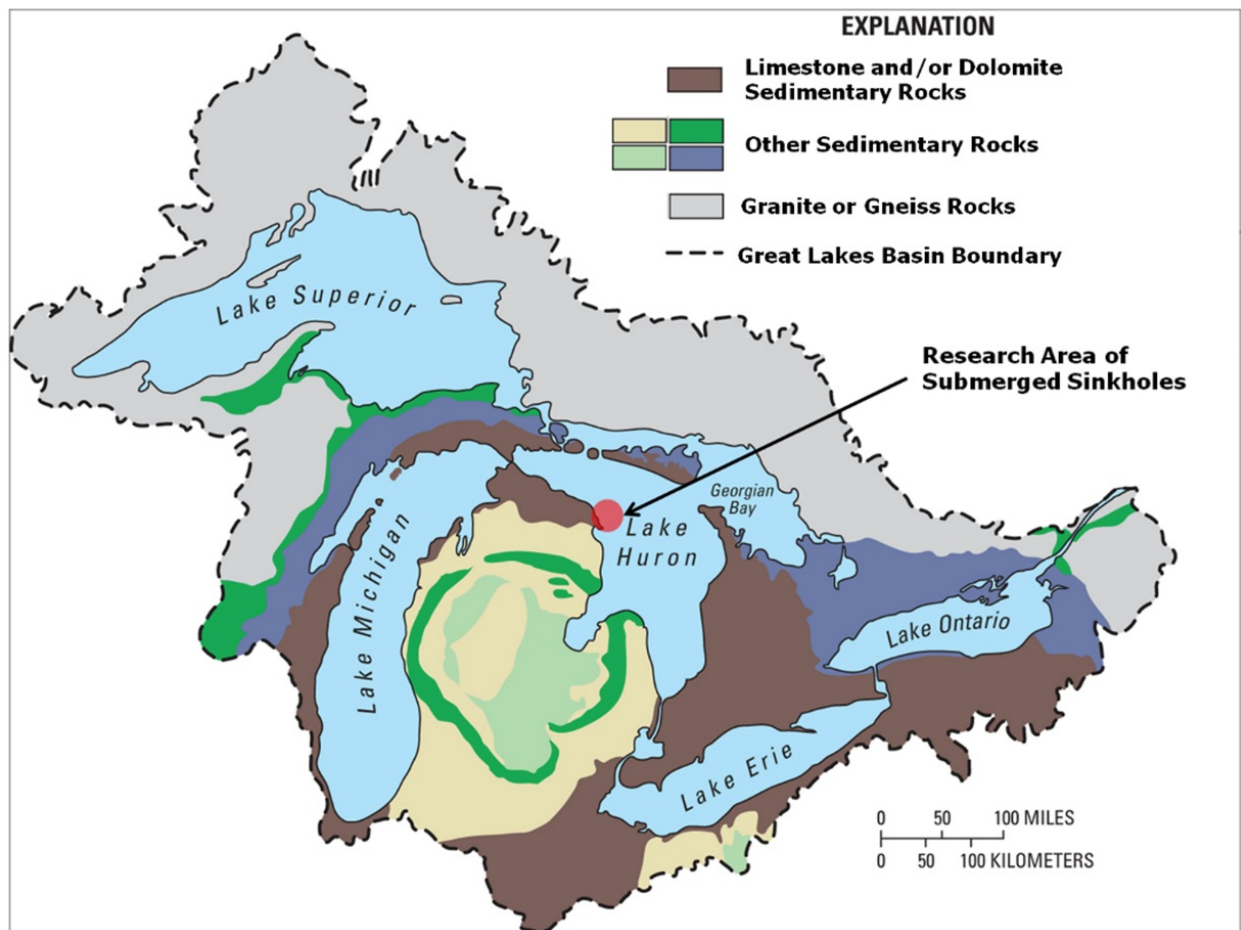 EXPLANATION
Limestone and/or Dolomite
Sedimentary Rocks
Other Sedimentary Rocks
Granite or Gneiss Rocks
Great Lakes Basin Boundary
Research Area of
Submerged Sinkholes
Lake Superior
Georgian
Bay
Lake
Huron
Lake Michigan
Lake Ontario
Lake Erie
0 50 100 MILES
0 50 100 KILOMETERS